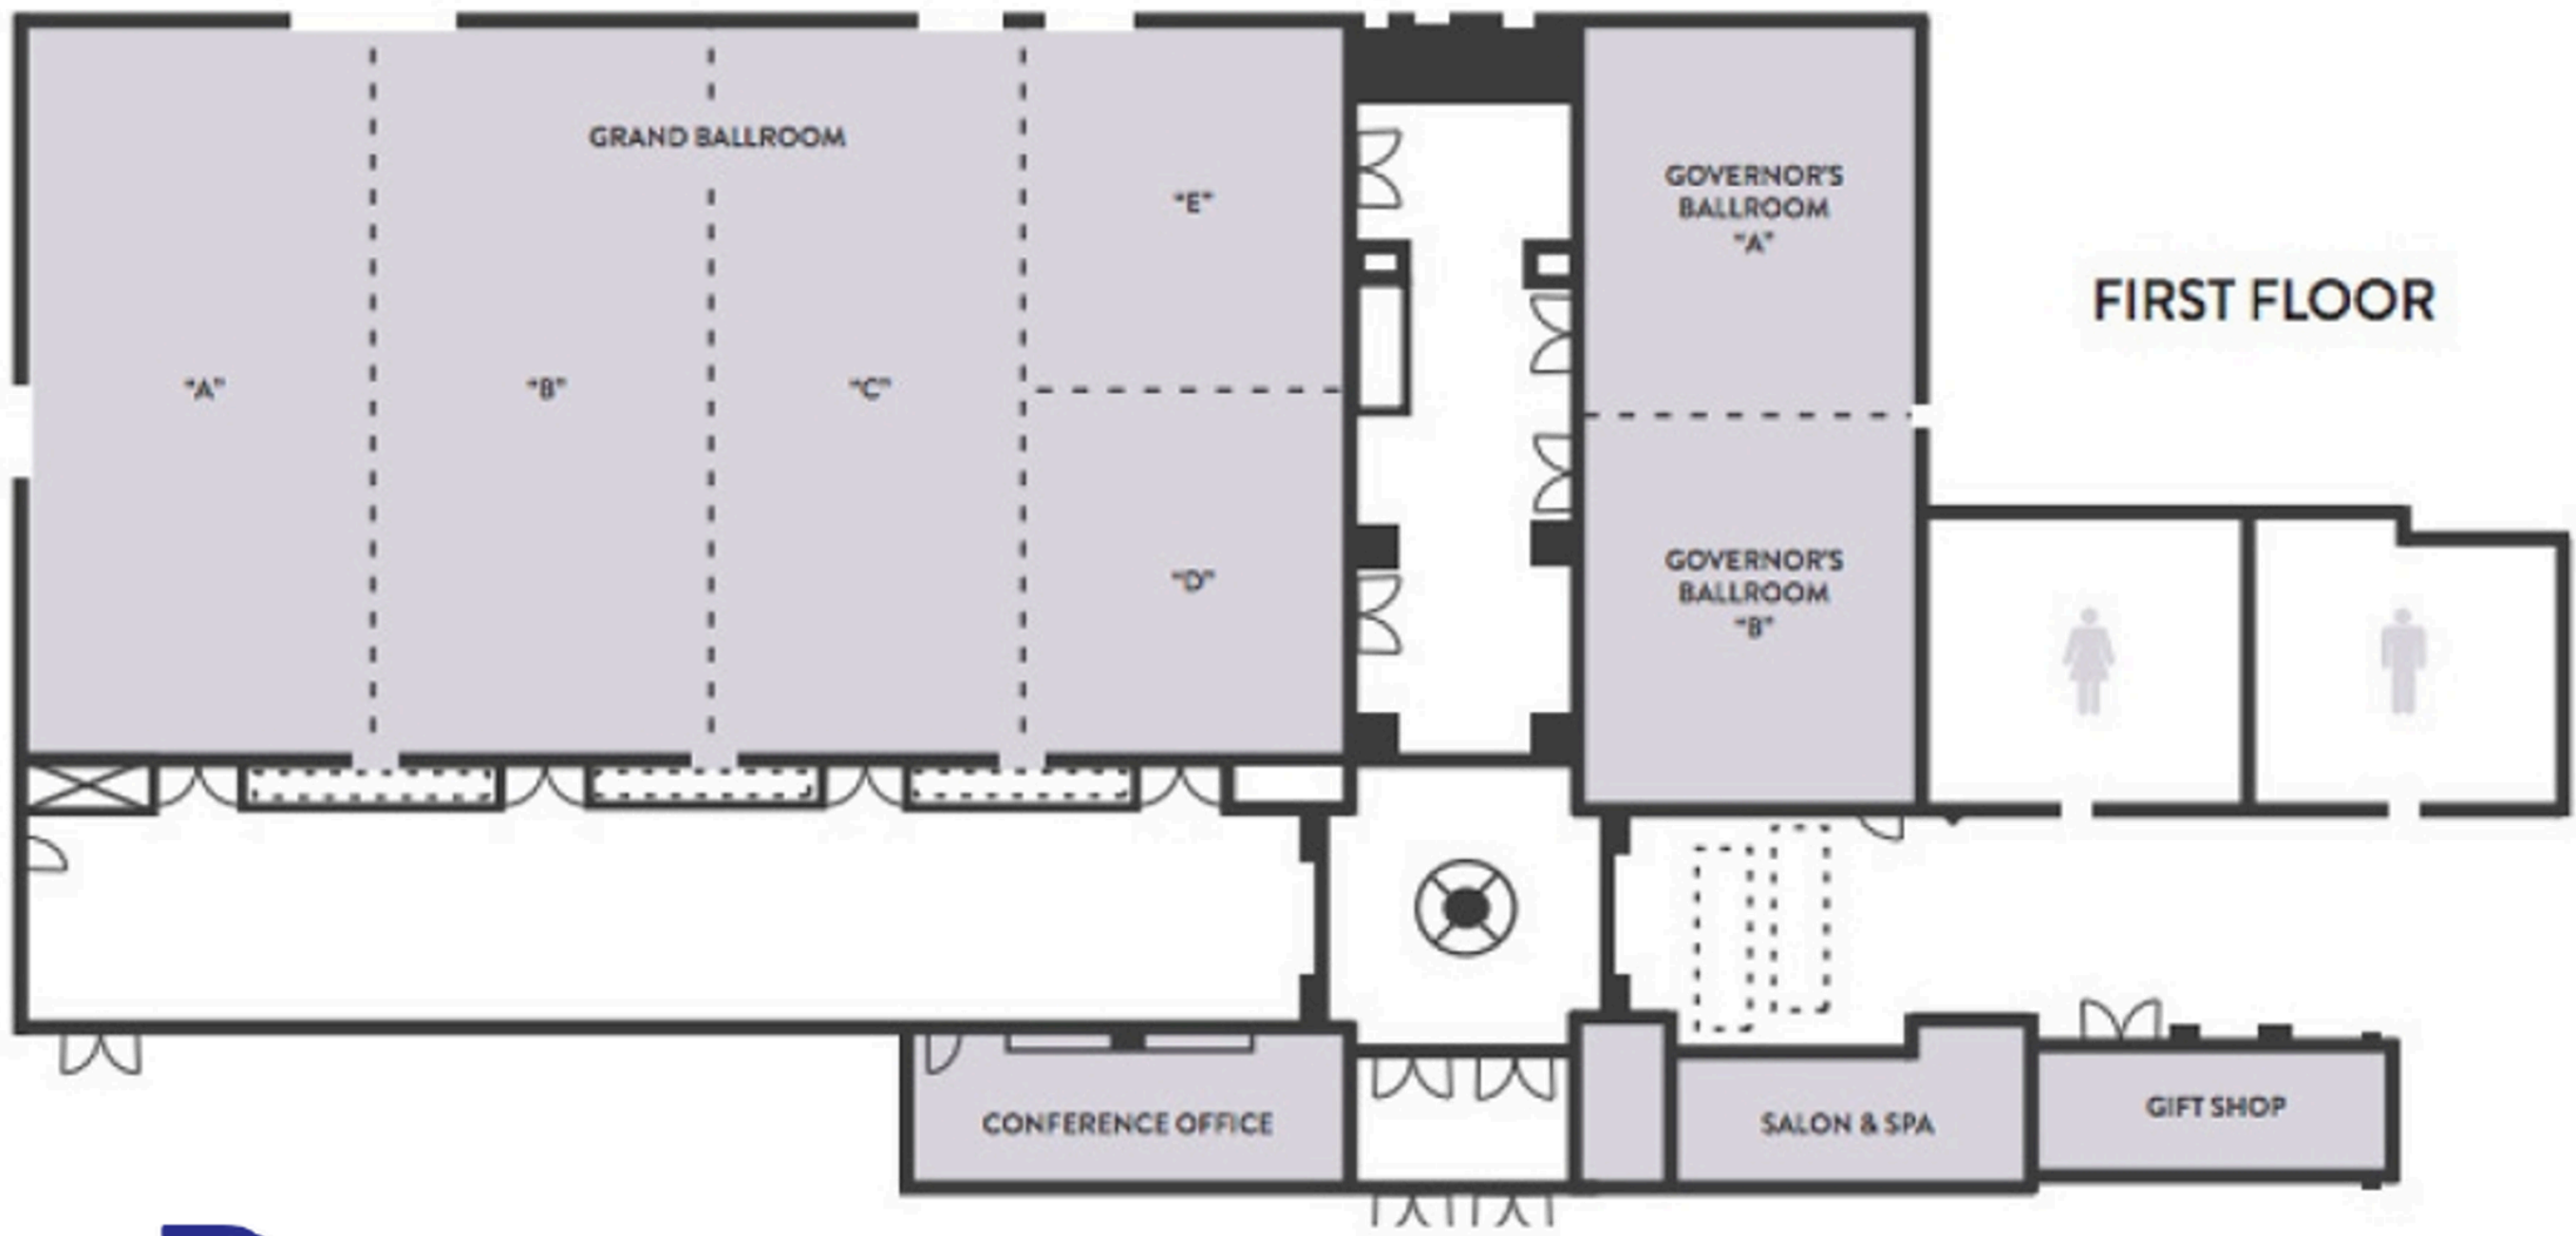 GRAND BALLROOM
"A"
"B"
"C"
"E"
"D"
GOVERNOR'S
BALLROOM
"A"
GOVERNOR'S
BALLROOM
"B"
FIRST FLOOR
CONFERENCE OFFICE
SALON & SPA
GIFT SHOP